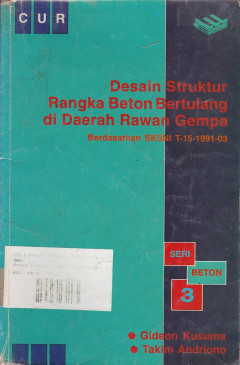 CUR
Desain Struktur
Rangka Beton Bertulang
di Daerah Rawan Gempa
Berdasarkan SKSNI T-15-1991-03
SERI
BETON
3
Gideon Kusuma
Takim Andriono